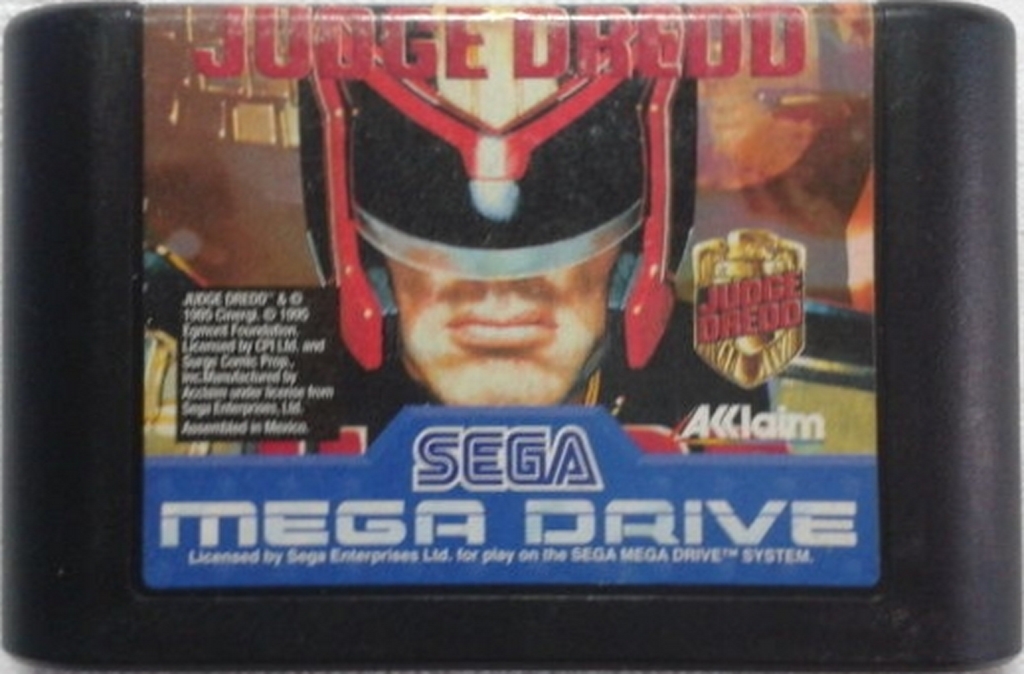 JUDGE DREDD
JUDGE DREDD™ & ©
1995 Cinergi. © 1995
Egmont Foundation.
Licensed by CPI Ltd. and
Surge Comic Prop.,
Inc. Manufactured by
Acclaim under license from
Sega Enterprises, Ltd.
Assembled in Mexico.
JUDGE
DREDD
AKKlaim
SEGA
MEGA DRIVE
Licensed by Sega Enterprises Ltd. for play on the SEGA MEGA DRIVE™ SYSTEM.